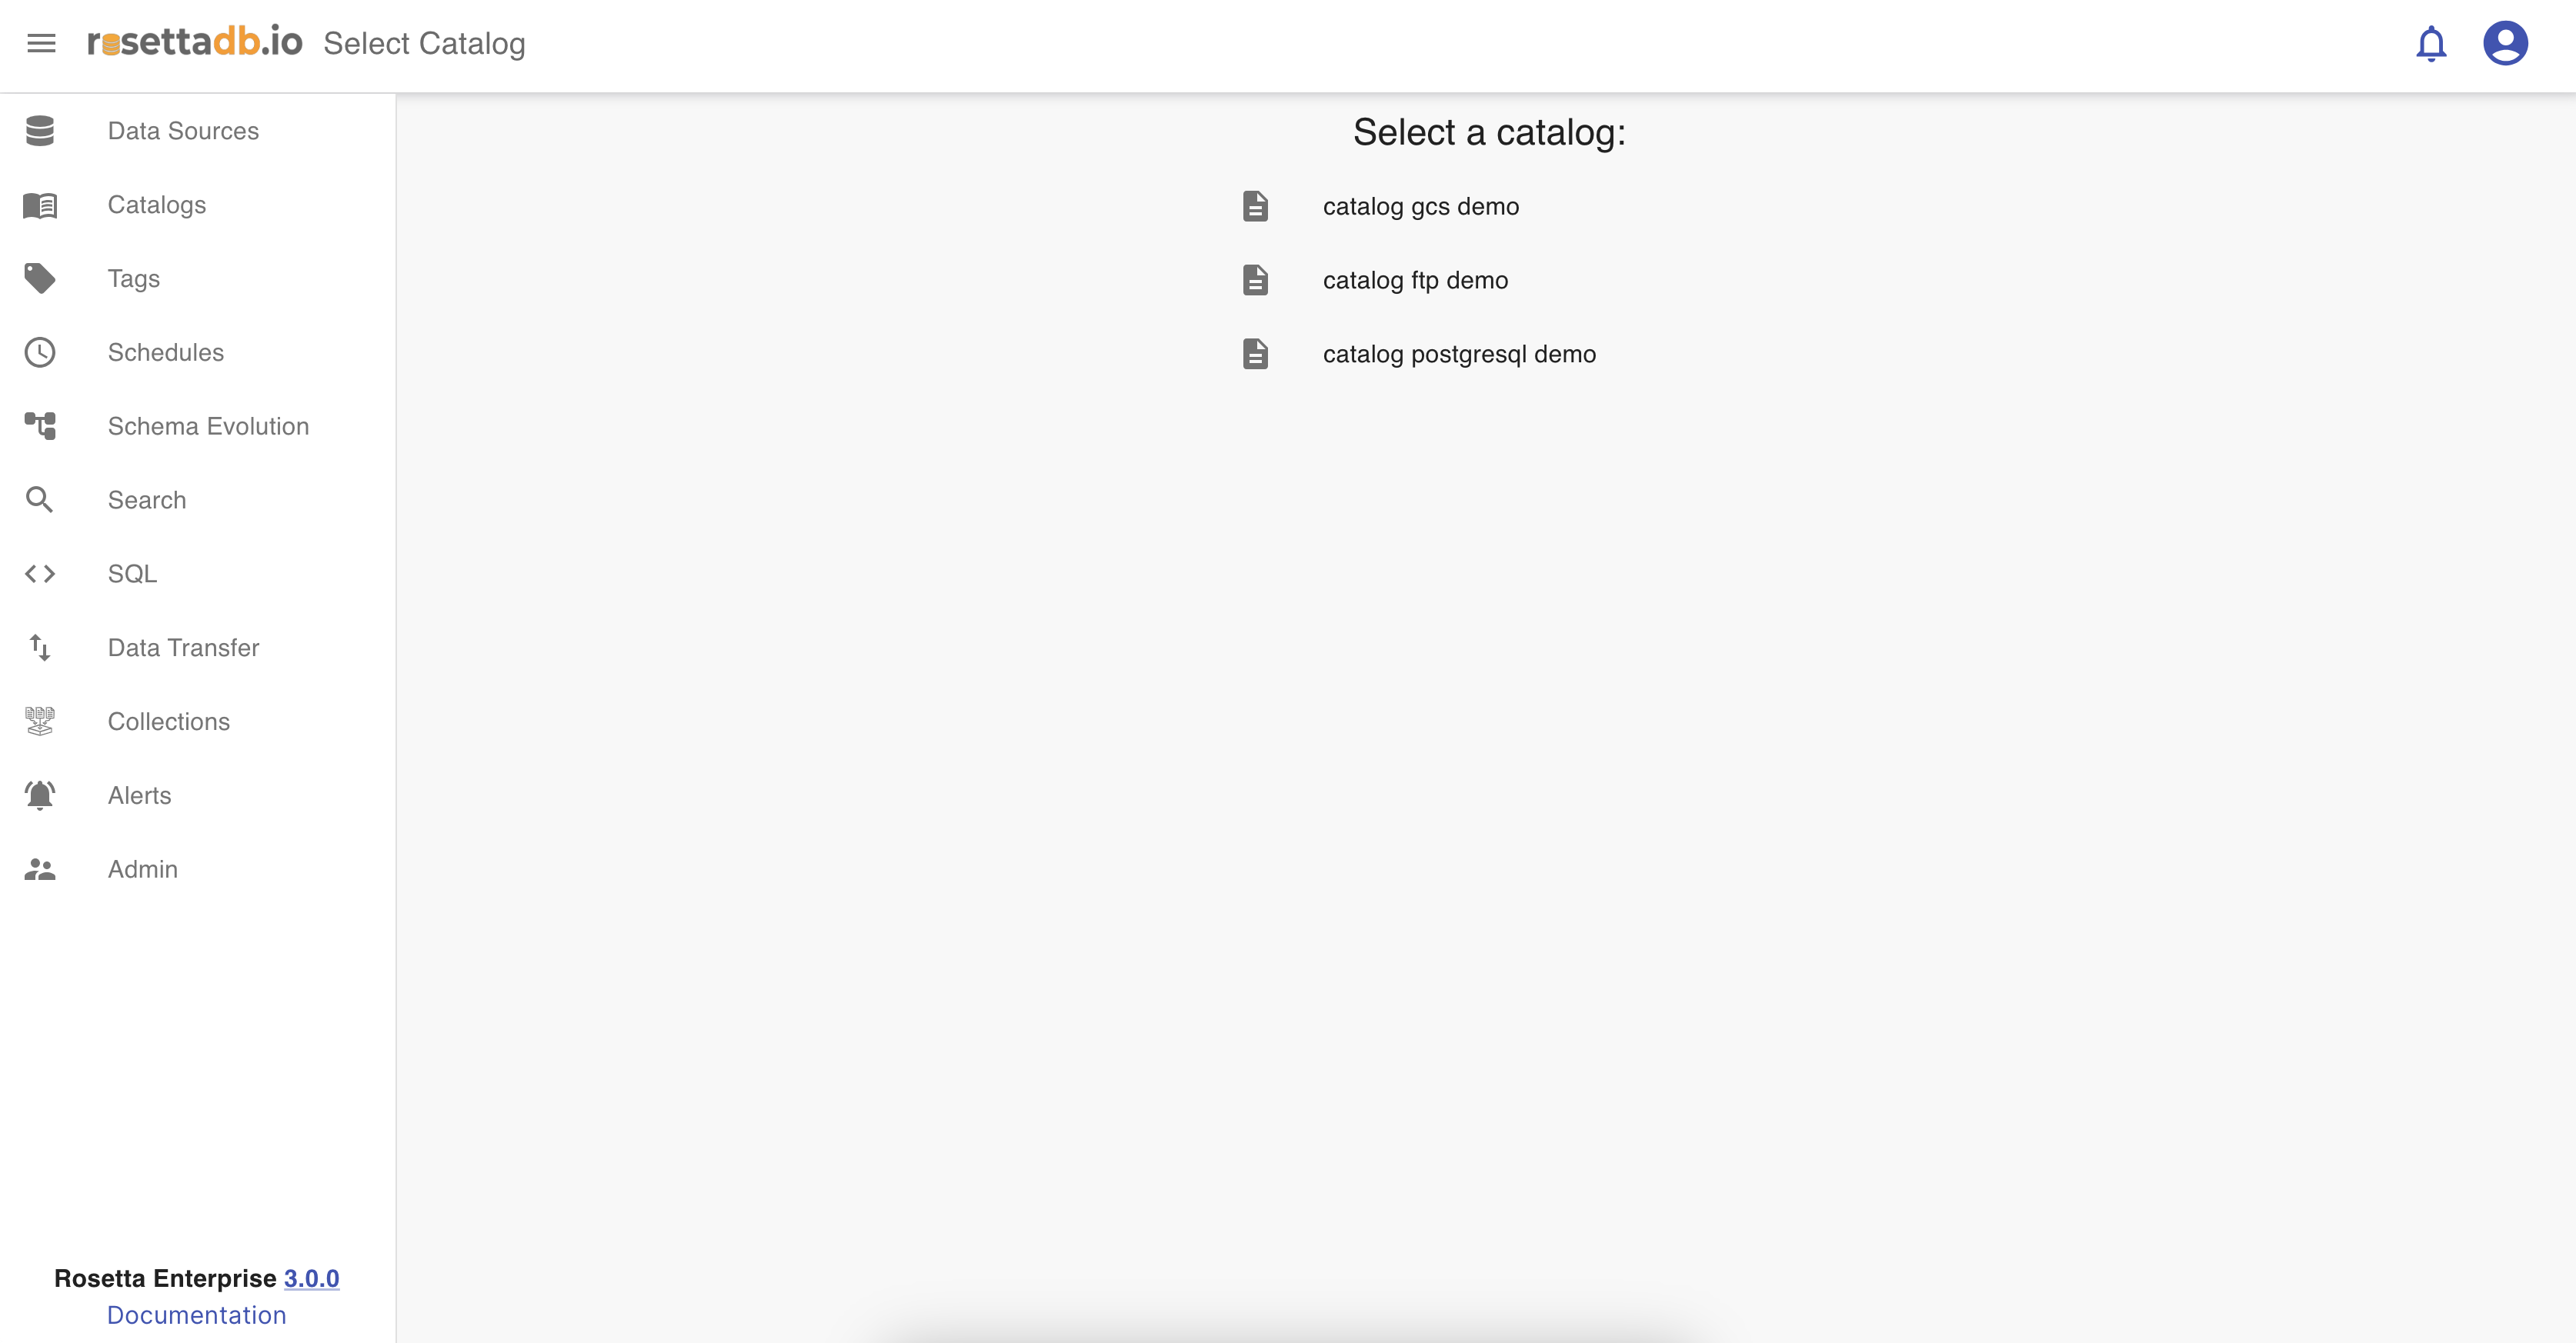 rosettadb.io Select Catalog
Data Sources
Catalogs
Tags
Schedules
Schema Evolution
Search
SQL
Data Transfer
Collections
Alerts
Admin
Rosetta Enterprise 3.0.0
Documentation
Select a catalog:
catalog gcs demo
catalog ftp demo
catalog postgresql demo